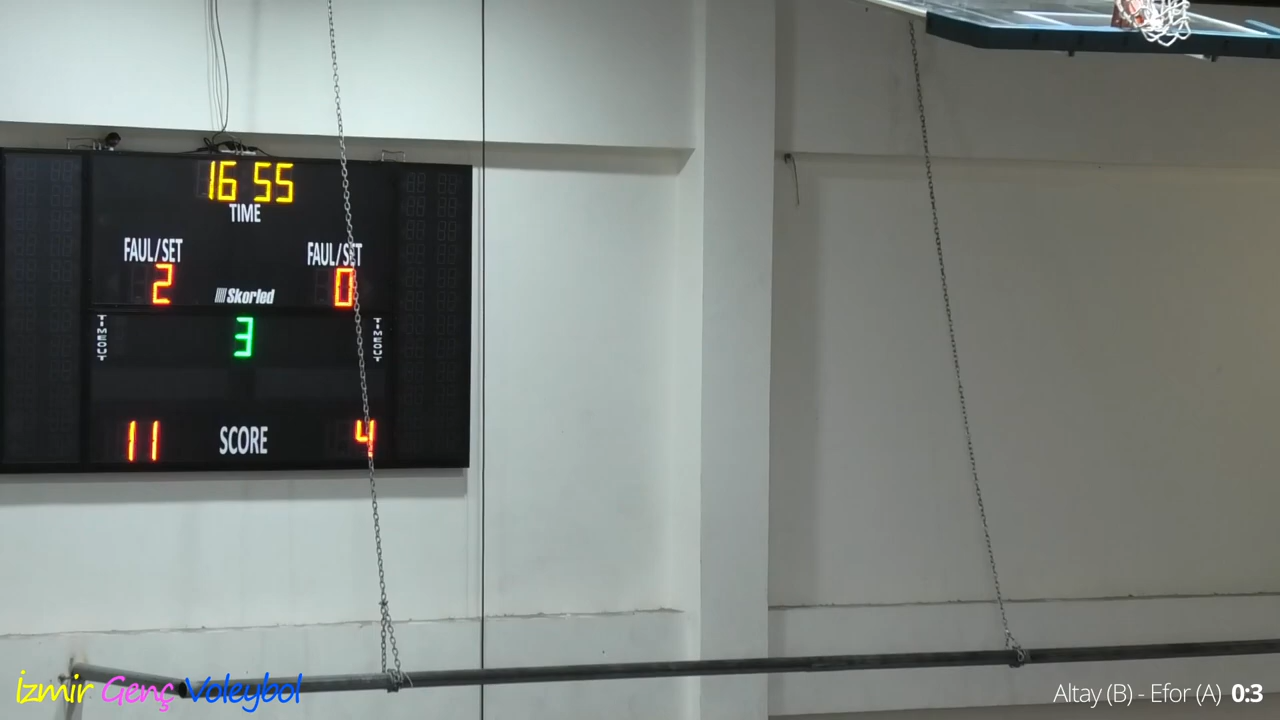 16 55
TIME
FAUL/SET FAUL/SET
2 0
Skorled
TIMEOUT 3 TIMEOUT
11 SCORE 4
İzmir Genç Voleybol
Altay (B) - Efor (A) 0:3